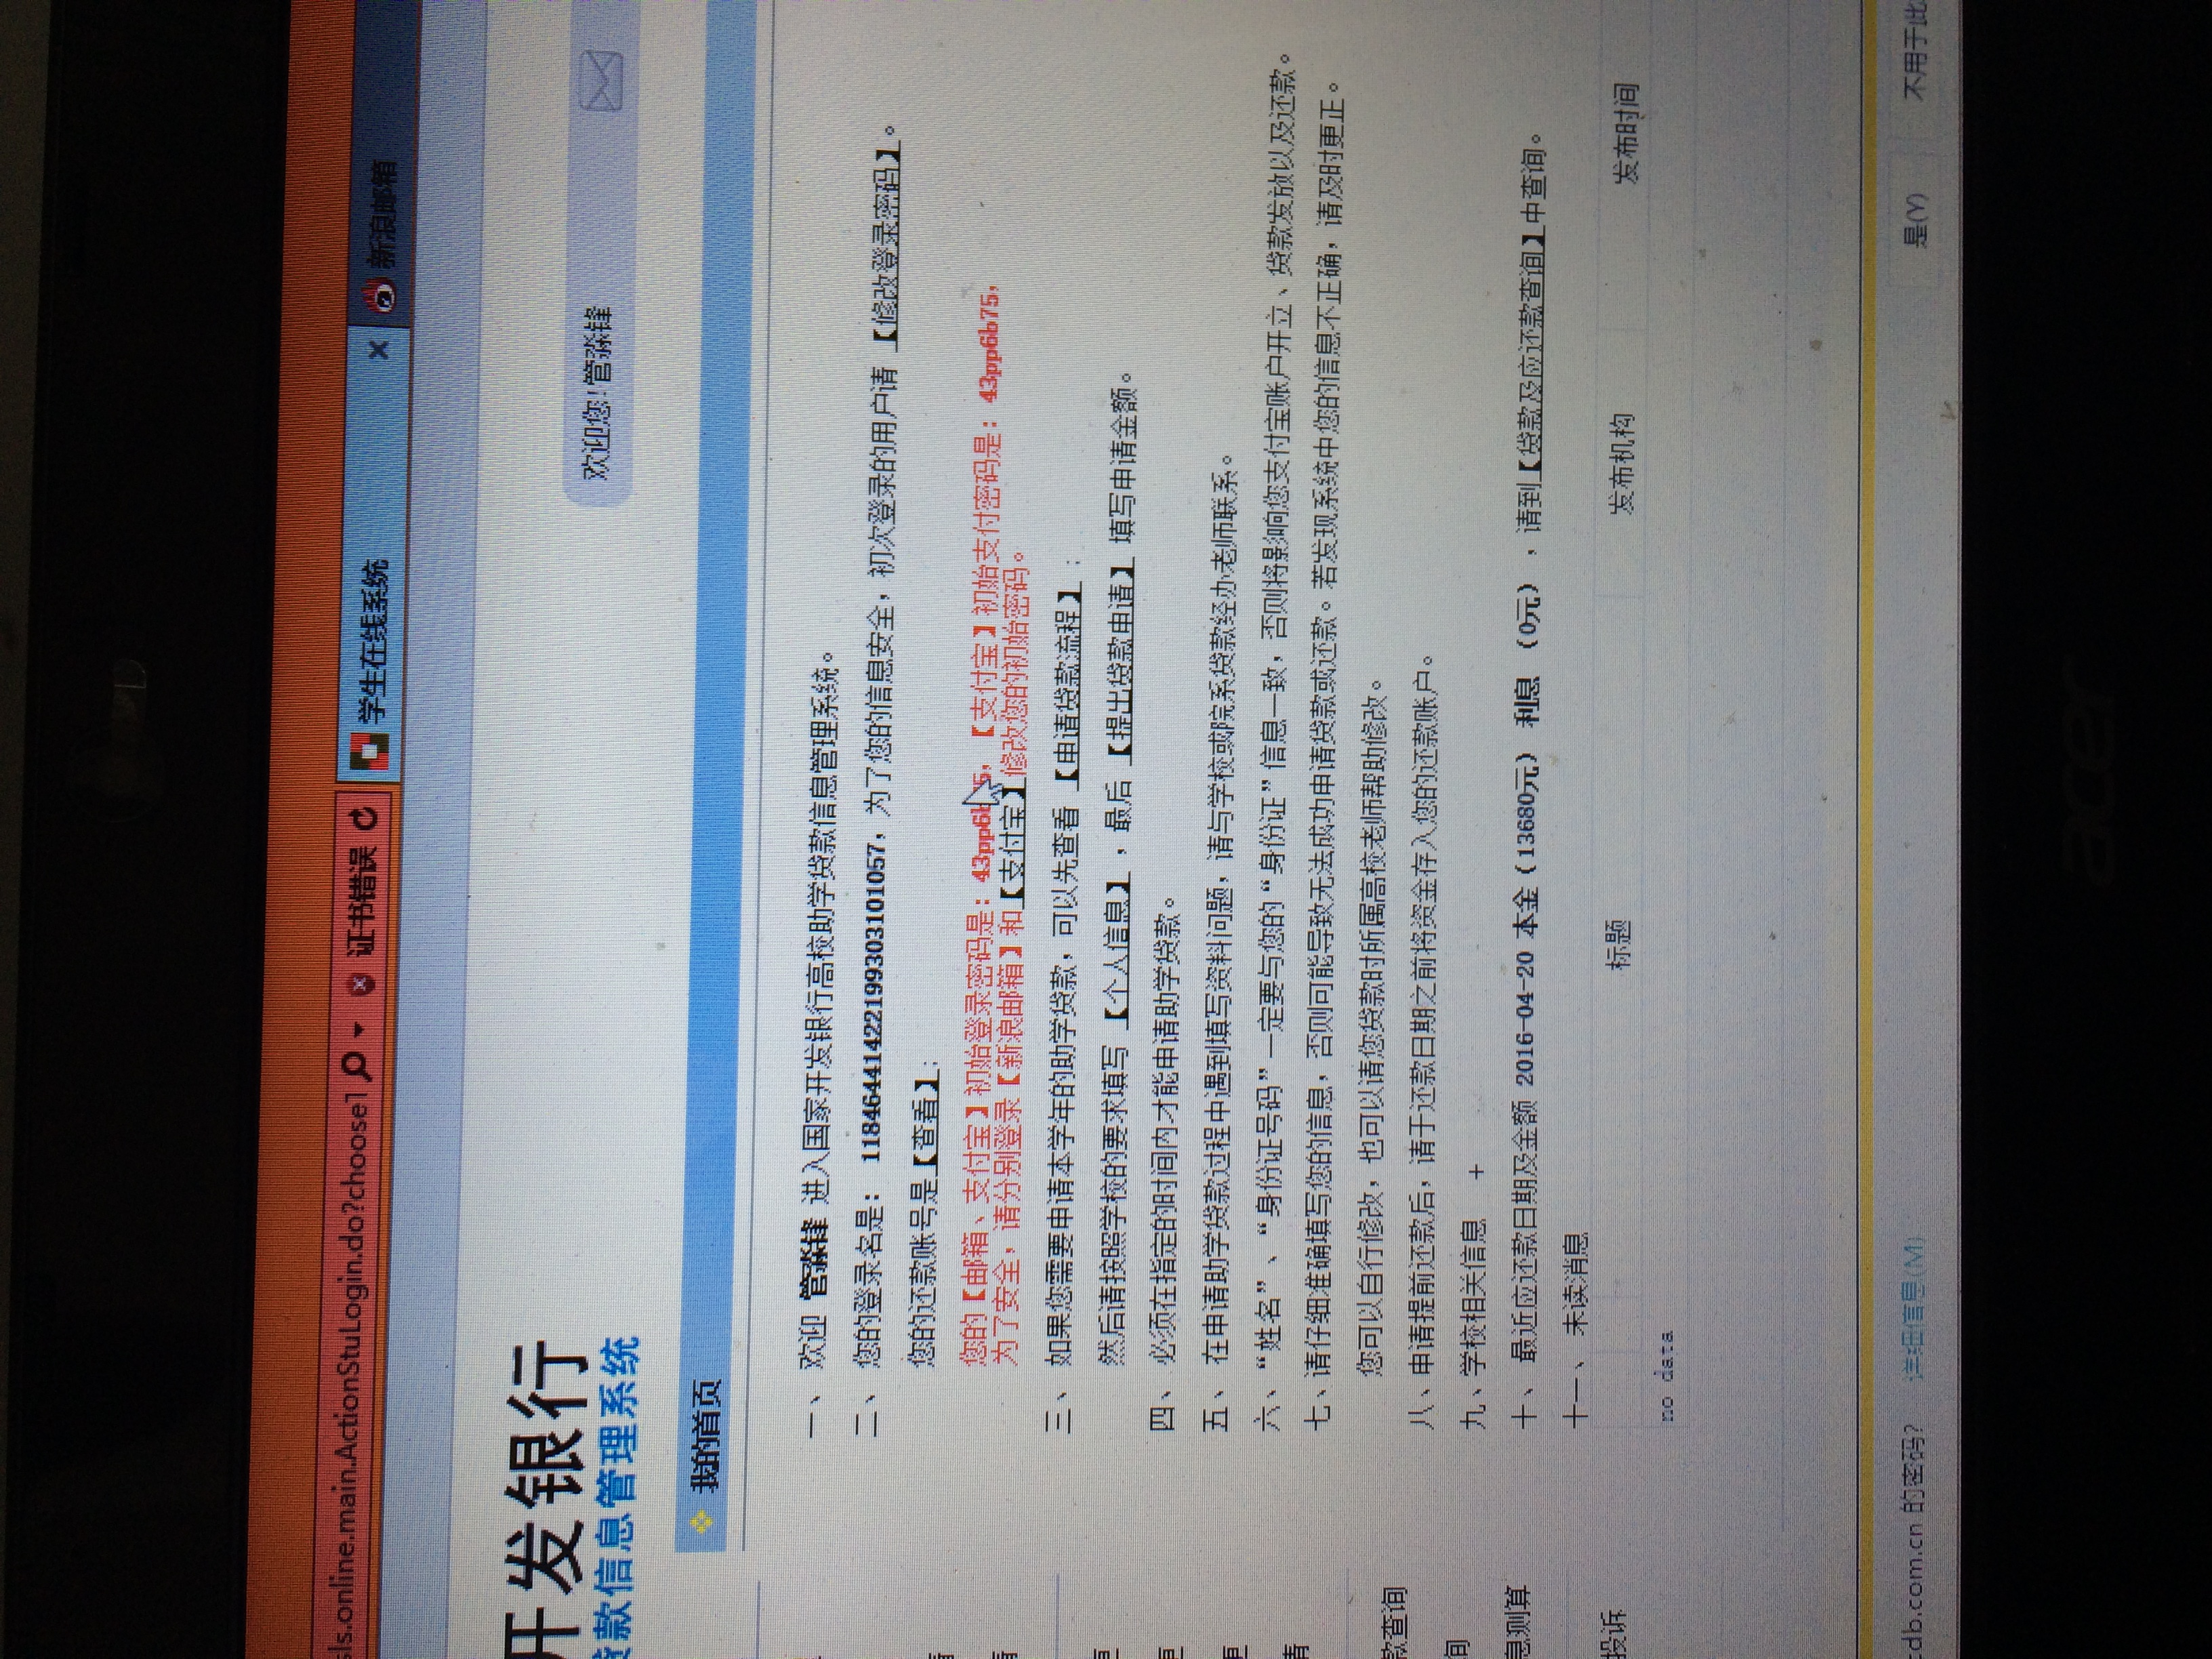 sls.online.main.ActionStuLogin.do?choose1 证书错误 学生在线系统 新浪邮箱
开发银行
贷款信息管理系统
欢迎您!管淼锋
我的首页
一、 欢迎 管淼锋 进入国家开发银行高校助学贷款信息管理系统。
二、 您的登录名是: 11846441422199303101057,为了您的信息安全,初次登录的用户请 【修改登录密码】。
您的还款账号是【查看】;
您的【邮箱、支付宝】初始登录密码是:43pp6b75,【支付宝】初始支付密码是:43pp6b75,
为了安全,请分别登录【新浪邮箱】和【支付宝】修改您的初始密码。
三、 如果您需要申请本学年的助学贷款,可以先查看 【申请贷款流程】 ;
然后请按照学校的要求填写 【个人信息】 ,最后 【提出贷款申请】 填写申请金额。
四、 必须在指定的时间内才能申请助学贷款。
五、 在申请助学贷款过程中遇到填写资料问题,请与学校或院系贷款经办老师联系。
六、“姓名”、“身份证号码”一定要与您的“身份证”信息一致,否则将影响您支付宝账户开立、贷款发放以及还款。
七、请仔细准确填写您的信息,否则可能导致无法成功申请贷款或还款。若发现系统中您的信息不正确,请及时更正。
您可以自行修改,也可以请您贷款时所属高校老师帮助修改。
款查询
八、申请提前还款后,请于还款日期之前将资金存入您的还款账户。
询
九、学校相关信息 +
息测算
十、 最近应还款日期及金额 2016-04-20 本金(13680元) 利息 (0元) ,请到【贷款及应还款查询】中查询。
十一、 未读消息
投诉
标题 发布机构 发布时间
no data
cdb.com.cn 的密码? 详细信息(M) 是(Y) 不用于此
acer